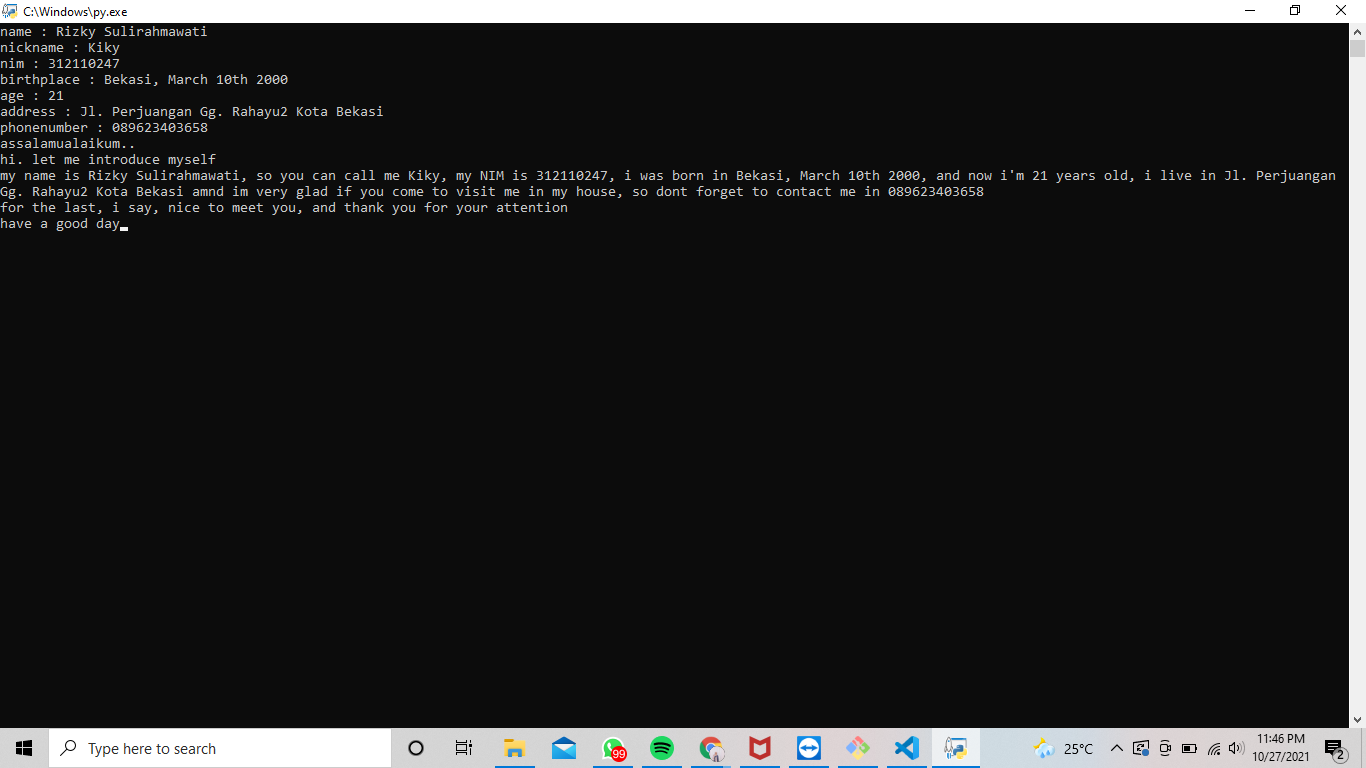 C:\Windows\py.exe
name : Rizky Sulirahmawati
nickname : Kiky
nim : 312110247
birthplace : Bekasi, March 10th 2000
age : 21
address : Jl. Perjuangan Gg. Rahayu2 Kota Bekasi
phonenumber : 089623403658
assalamualaikum..
hi. let me introduce myself
my name is Rizky Sulirahmawati, so you can call me Kiky, my NIM is 312110247, i was born in Bekasi, March 10th 2000, and now i'm 21 years old, i live in Jl. Perjuangan
Gg. Rahayu2 Kota Bekasi amnd im very glad if you come to visit me in my house, so dont forget to contact me in 089623403658
for the last, i say, nice to meet you, and thank you for your attention
have a good day
Type here to search
99
25°C
11:46 PM
10/27/2021
2